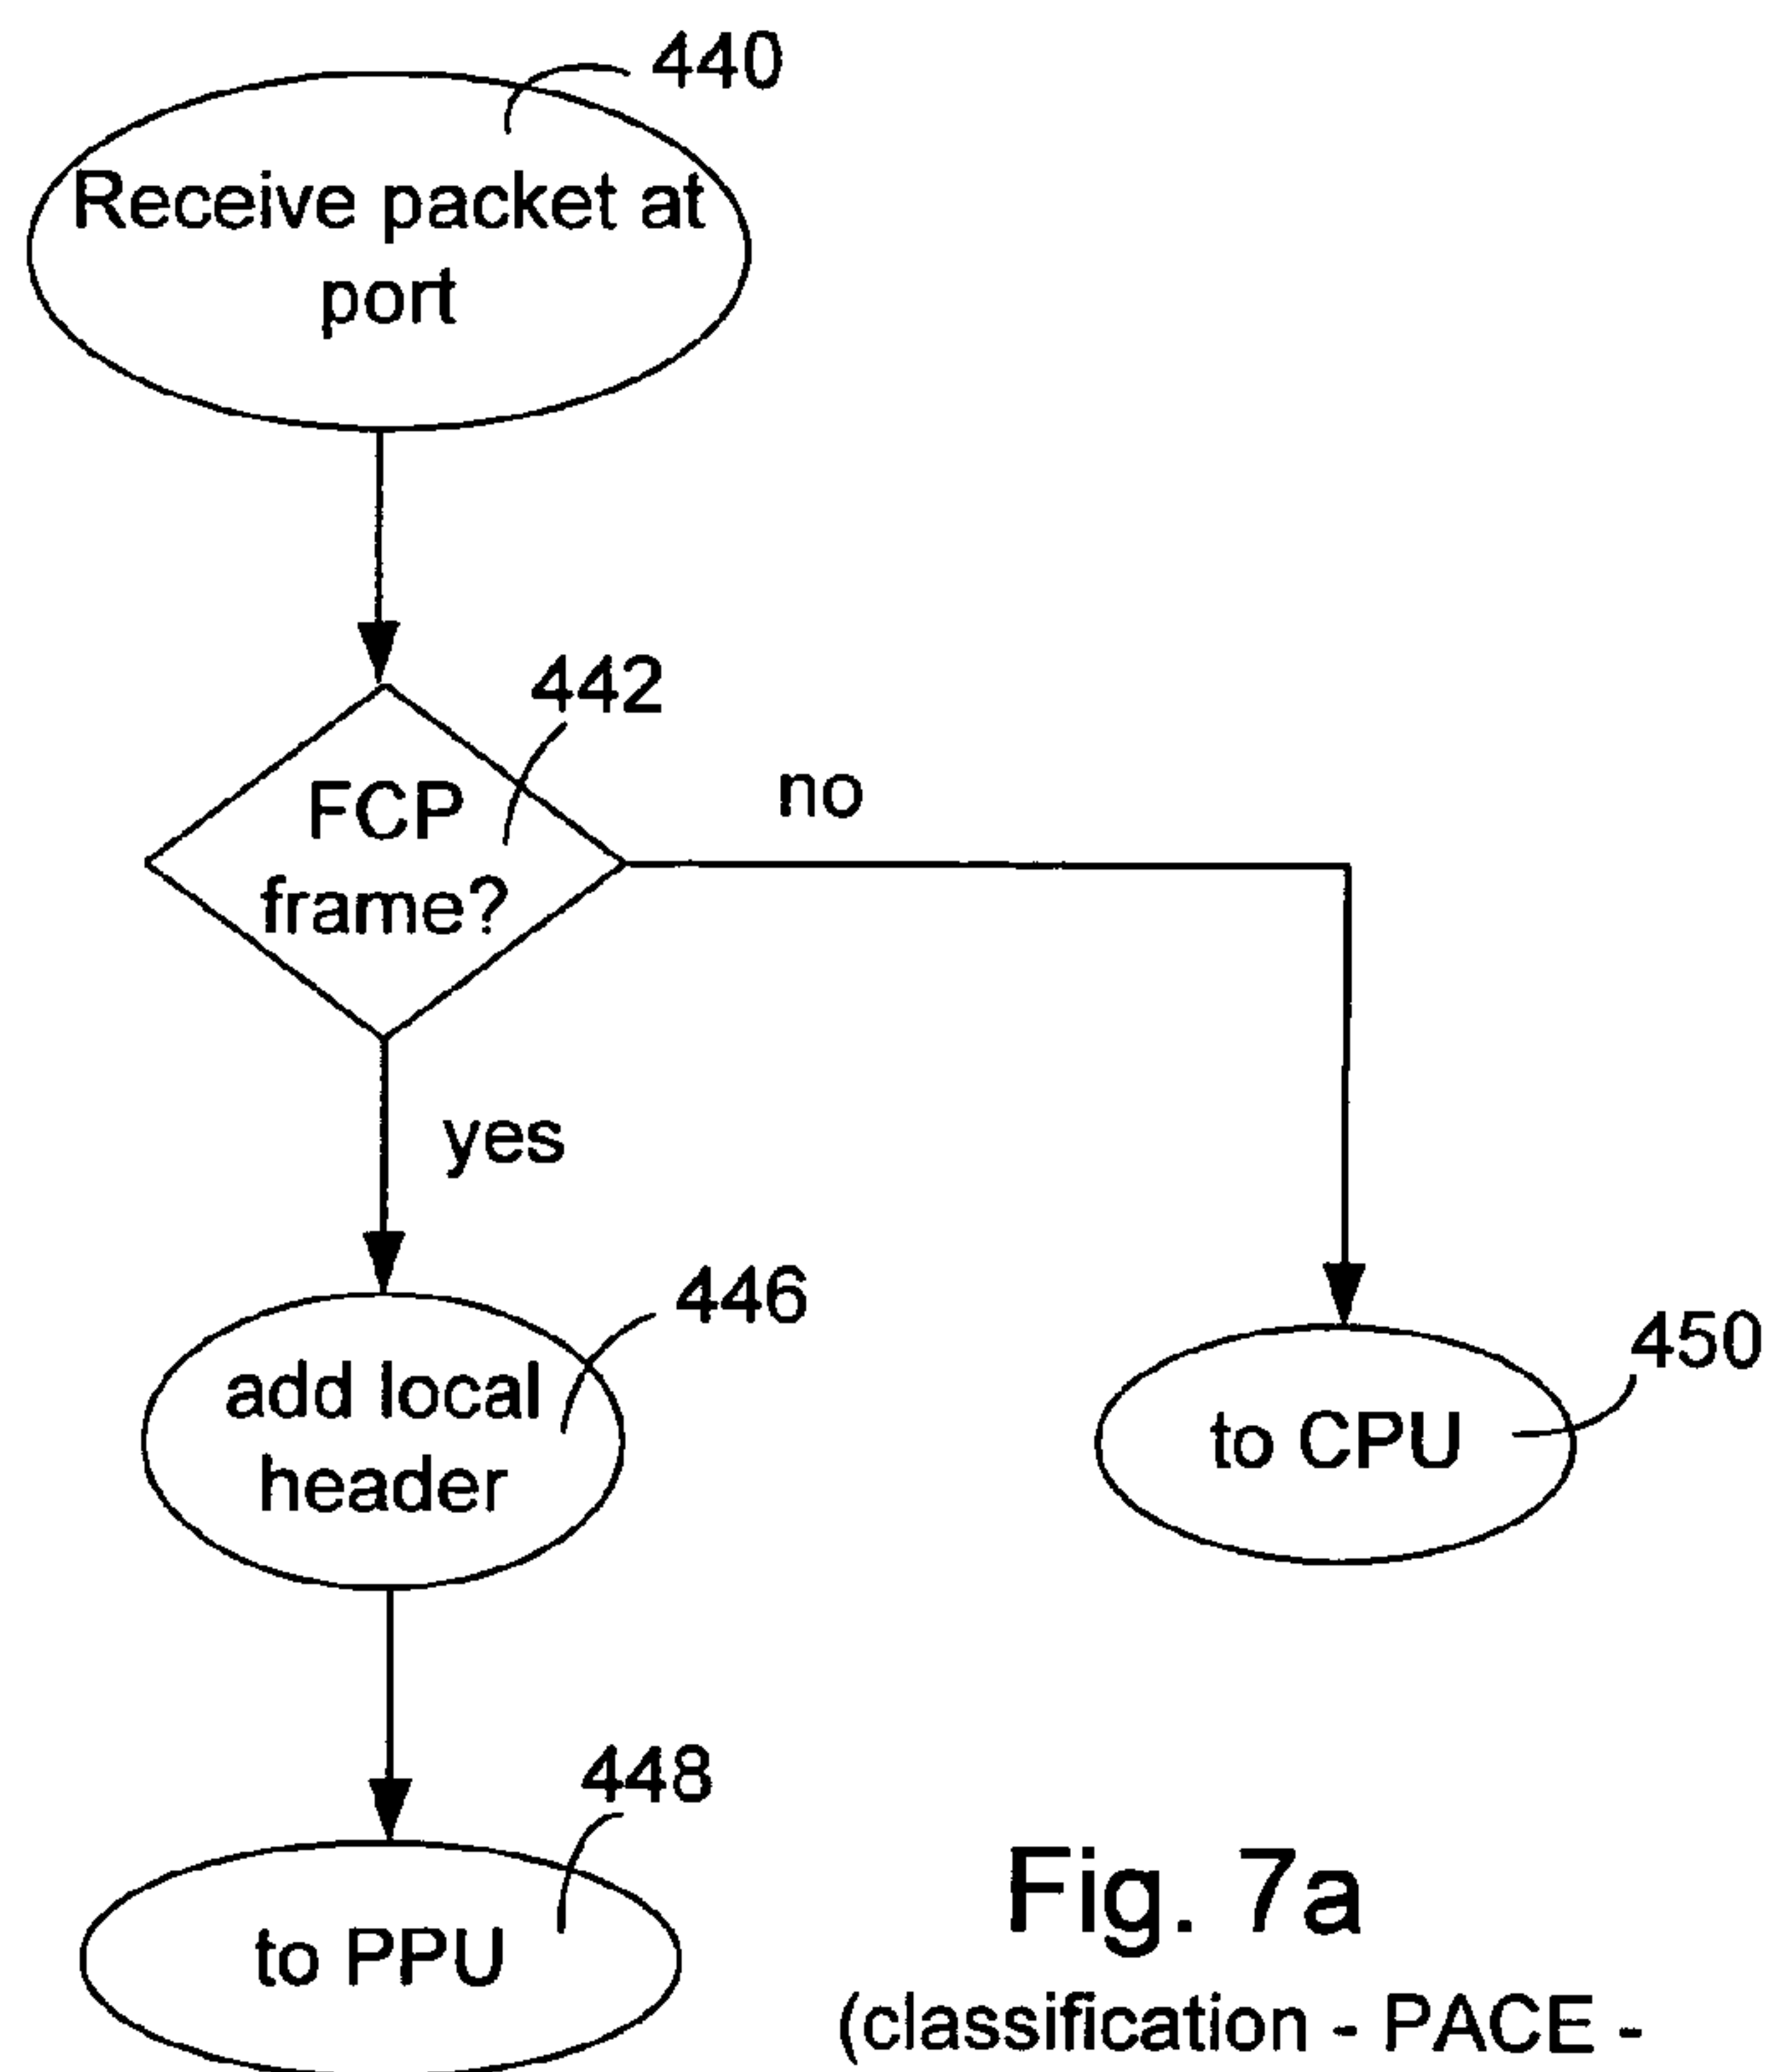 440
Receive packet at
port
442
FCP
frame?
no
yes
446
add local
header
450
to CPU
448
to PPU
Fig. 7a
(classification - PACE -